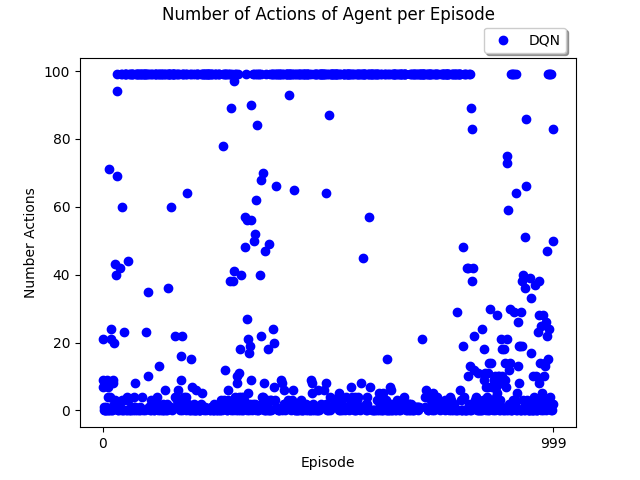 Number of Actions of Agent per Episode
DQN
100
80
60
40
20
0
Number Actions
0
999
Episode